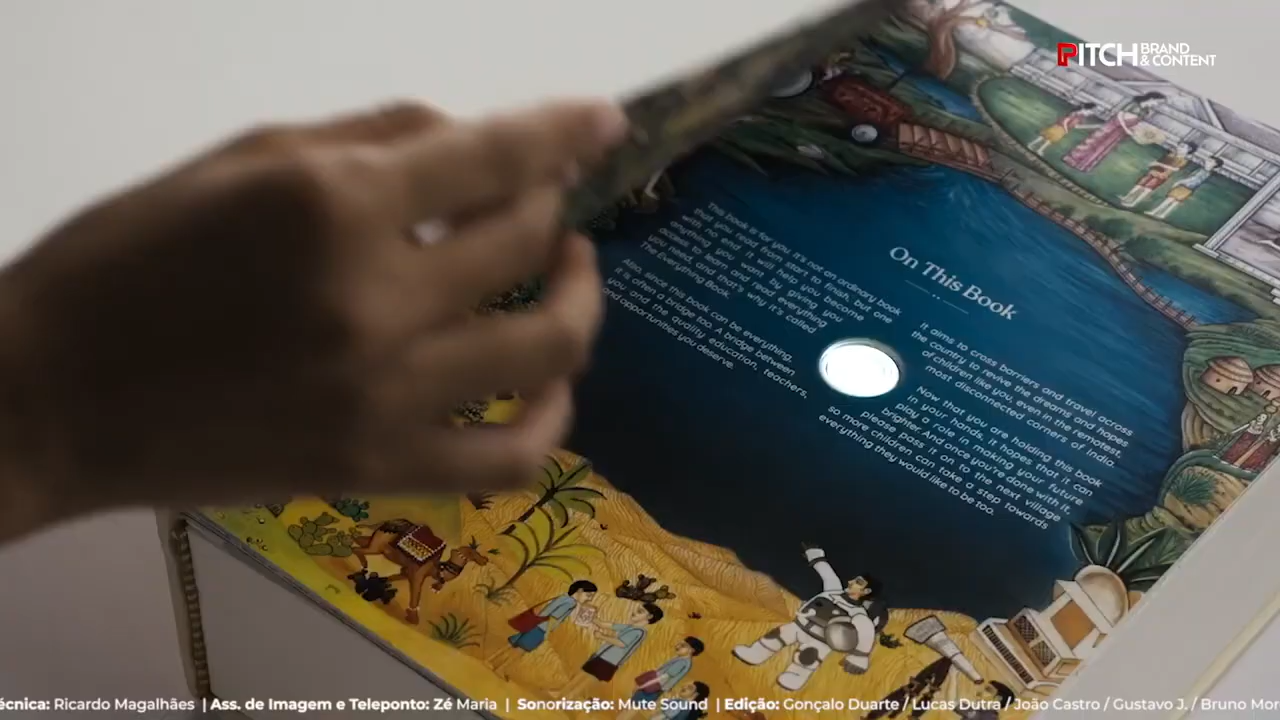 PITCH BRAND
& CONTENT
On This Book
This book is for you. It's not an ordinary book
that you read from start to finish, but one
with no end. It will help you become
anything you want by giving you
access to learn and read everything
you need, and that's why it's called
The Everything Book.
Also, since this book can be everything,
it is often a bridge too. A bridge between
you and the quality education, teachers,
and opportunities you deserve.
It aims to cross barriers and travel across
the country to revive the dreams and hopes
of children like you, even in the remotest,
most disconnected corners of India.
Now that you are holding this book
in your hands, it hopes that it can
play a role in making your future
brighter. And once you're done with it,
please pass it on to the next village
so more children can take a step towards
everything they would like to be too.
écnica: Ricardo Magalhães | Ass. de Imagem e Teleponto: Zé Maria | Sonorização: Mute Sound | Edição: Gonçalo Duarte / Lucas Dutra / João Castro / Gustavo J. / Bruno Mor